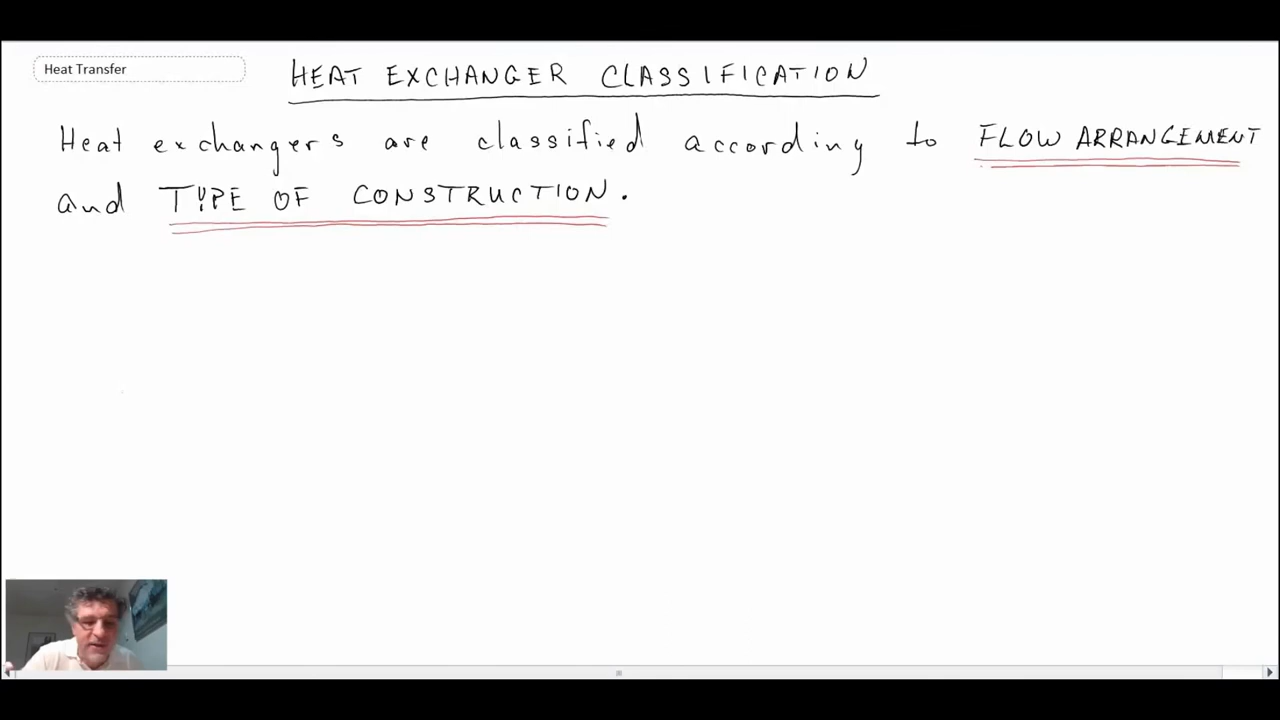 Heat Transfer
HEAT EXCHANGER CLASSIFICATION
Heat exchangers are classified according to FLOW ARRANGEMENT
and TYPE OF CONSTRUCTION.